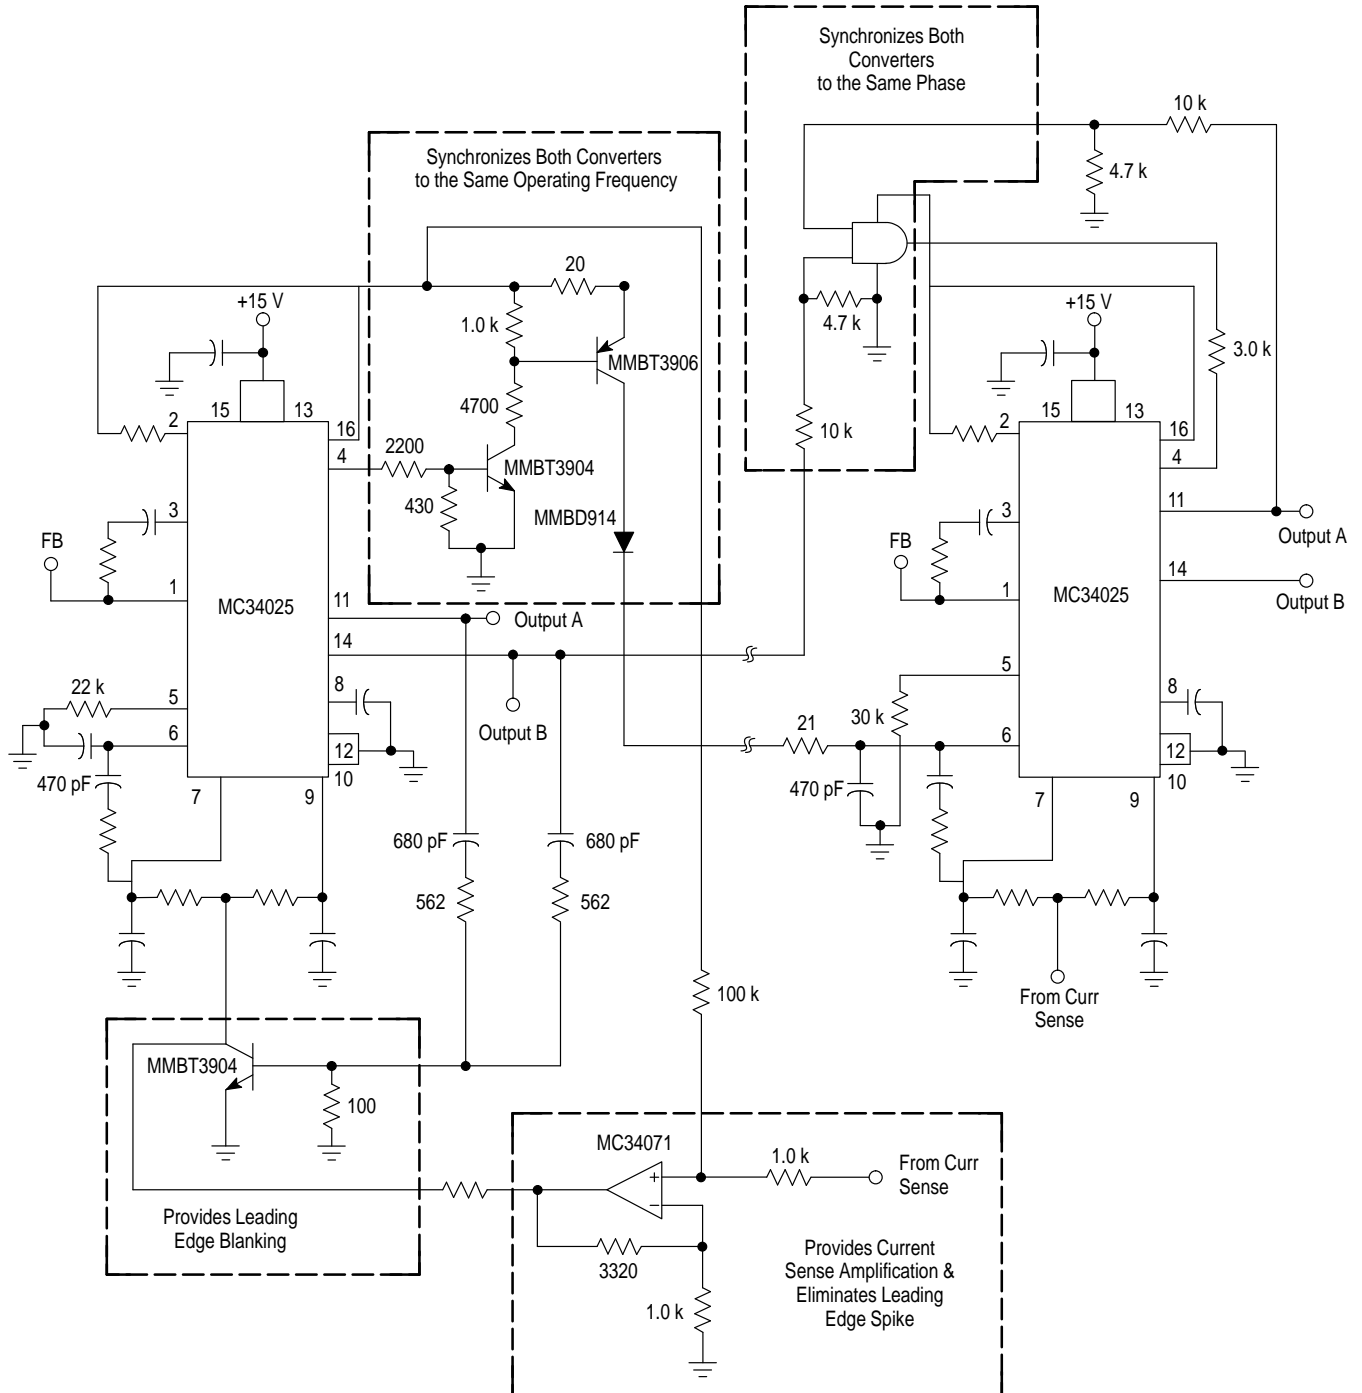 Synchronizes Both
Converters
to the Same Phase
10 k
4.7 k
Synchronizes Both Converters
to the Same Operating Frequency
20
+15 V
1.0 k
MMBT3906
4.7 k
+15 V
3.0 k
4700
10 k
2
15
13
16
4
2200
MMBT3904
430
MMBD914
2
15
13
16
4
11
Output A
3
FB
1
MC34025
11
Output A
14
3
FB
1
MC34025
14
Output B
5
22 k
8
Output B
5
30 k
8
6
12
10
21
6
12
10
470 pF
7
9
470 pF
7
9
680 pF
680 pF
562
562
100 k
From Curr
Sense
MMBT3904
100
MC34071
+
−
1.0 k
From Curr
Sense
Provides Leading
Edge Blanking
3320
1.0 k
Provides Current
Sense Amplification &
Eliminates Leading
Edge Spike